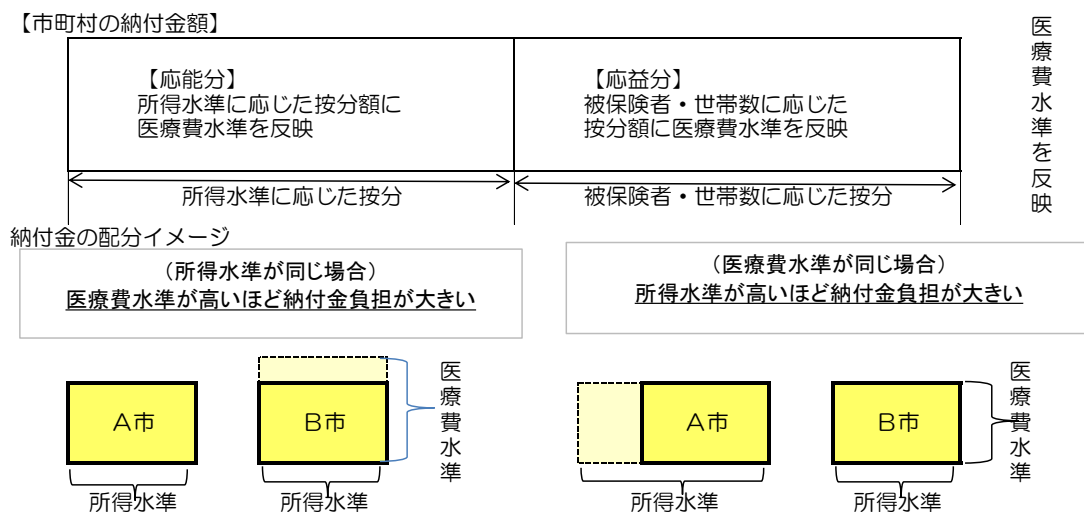 【市町村の納付金額】
【応能分】
所得水準に応じた按分額に
医療費水準を反映
【応益分】
被保険者・世帯数に応じた
按分額に医療費水準を反映
医療費水準を反映
所得水準に応じた按分
被保険者・世帯数に応じた按分
納付金の配分イメージ
（所得水準が同じ場合）
医療費水準が高いほど納付金負担が大きい
（医療費水準が同じ場合）
所得水準が高いほど納付金負担が大きい
A市
B市
医療費水準
所得水準
所得水準
A市
B市
医療費水準
所得水準
所得水準